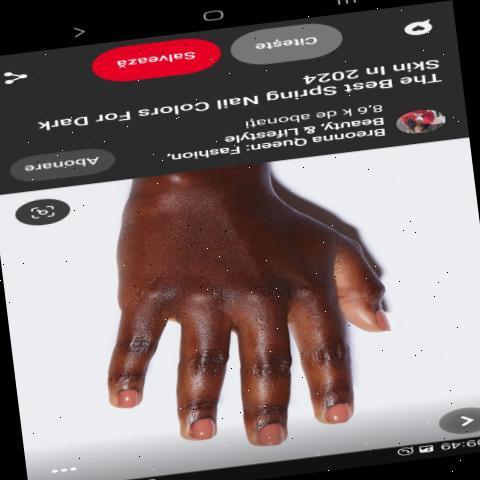 09:49
Breonna Queen: Fashion,
Beauty, & Lifestyle
8,6 k de abonați
Abonare
The Best Spring Nail Colors For Dark
Skin In 2024
Citește
Salvează